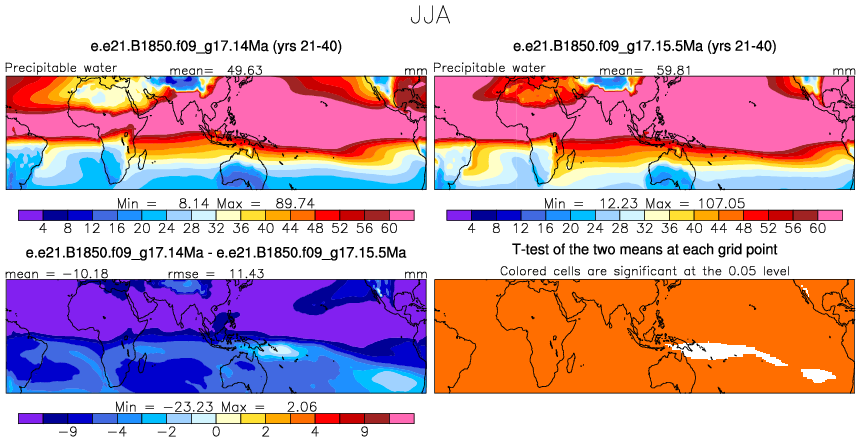 JJA
e.e21.B1850.f09_g17.14Ma (yrs 21-40)
Precipitable water mean= 49.63 mm
Min = 8.14 Max = 89.74
4 8 12 16 20 24 28 32 36 40 44 48 52 56 60
e.e21.B1850.f09_g17.15.5Ma (yrs 21-40)
Precipitable water mean= 59.81 mm
Min = 12.23 Max = 107.05
4 8 12 16 20 24 28 32 36 40 44 48 52 56 60
e.e21.B1850.f09_g17.14Ma - e.e21.B1850.f09_g17.15.5Ma
mean = -10.18 rmse = 11.43 mm
Min = -23.23 Max = 2.06
-9 -4 -2 0 2 4 9
T-test of the two means at each grid point
Colored cells are significant at the 0.05 level